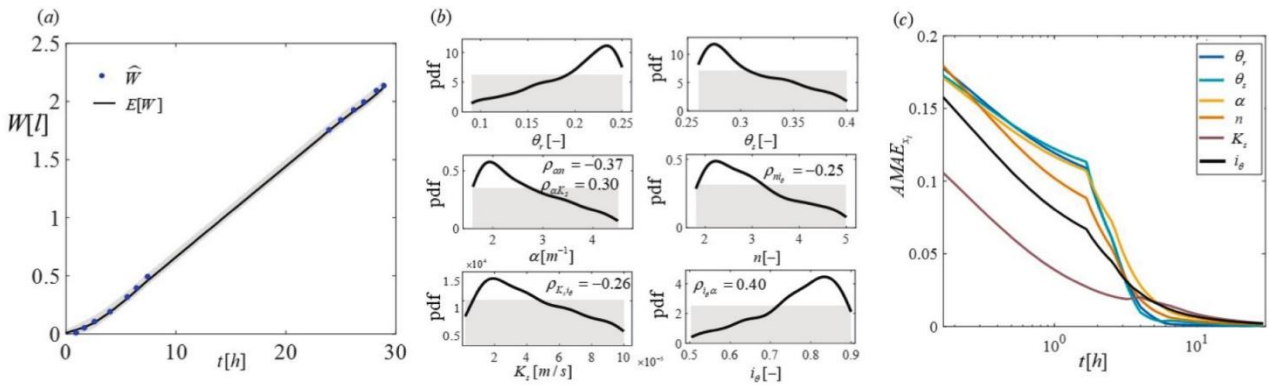 (a)
2.5
2
1.5
1
0.5
0
W[l]
Ŵ
E[W]
0 10 20 30
t[h]
(b)
pdf
10
5
0
0.1 0.15 0.2 0.25
θr [−]
pdf
10
5
0
0.25 0.3 0.35 0.4
θs [−]
pdf
0.5
0
ραn = −0.37
ραKs = 0.30
2 3 4
α[m⁻¹]
pdf
0.5
0
ρniθ = −0.25
2 3 4 5
n[−]
×10⁴
pdf
1.5
1.0
0.5
ρKsiθ = −0.26
2 4 6 8 10 ×10⁻⁵
Ks [m / s]
pdf
4
2
0
ρiθα = 0.40
0.5 0.6 0.7 0.8 0.9
iθ [−]
(c)
0.2
0.15
0.1
0.05
0
AMAExi
θr
θs
α
n
Ks
iθ
10⁰ 10¹
t[h]